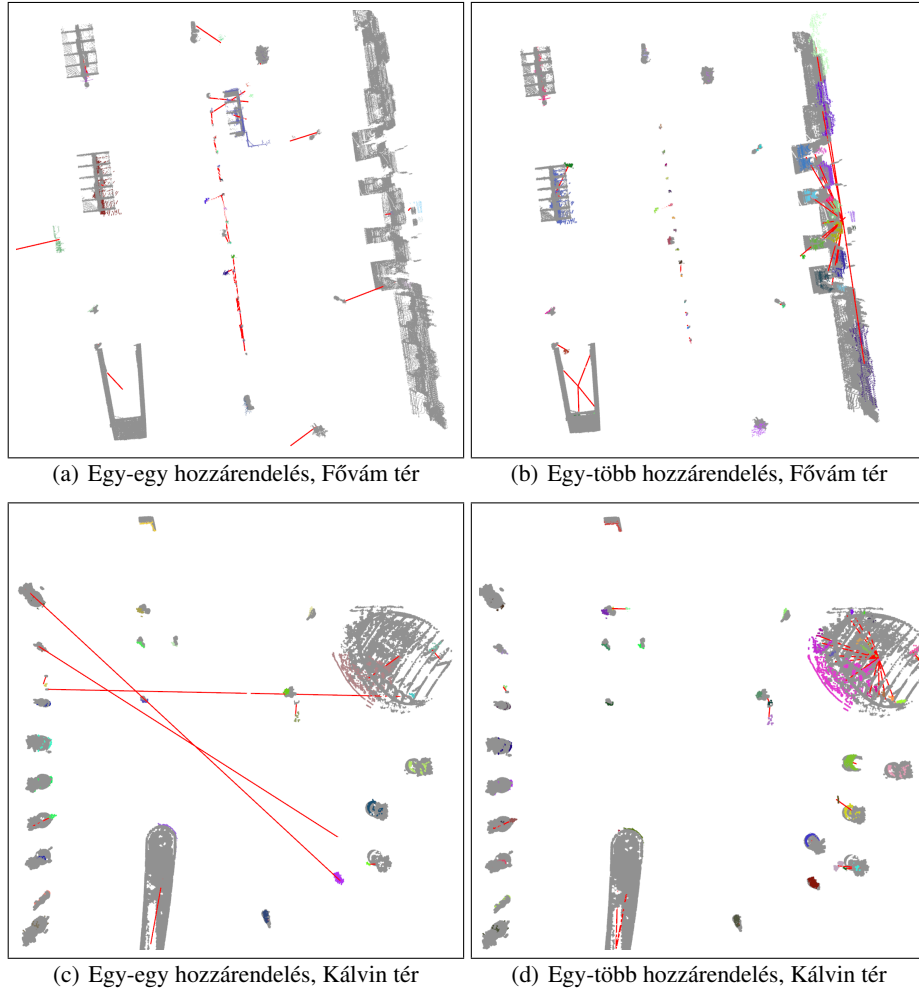 (a) Egy-egy hozzárendelés, Fővám tér
(b) Egy-több hozzárendelés, Fővám tér
(c) Egy-egy hozzárendelés, Kálvin tér
(d) Egy-több hozzárendelés, Kálvin tér